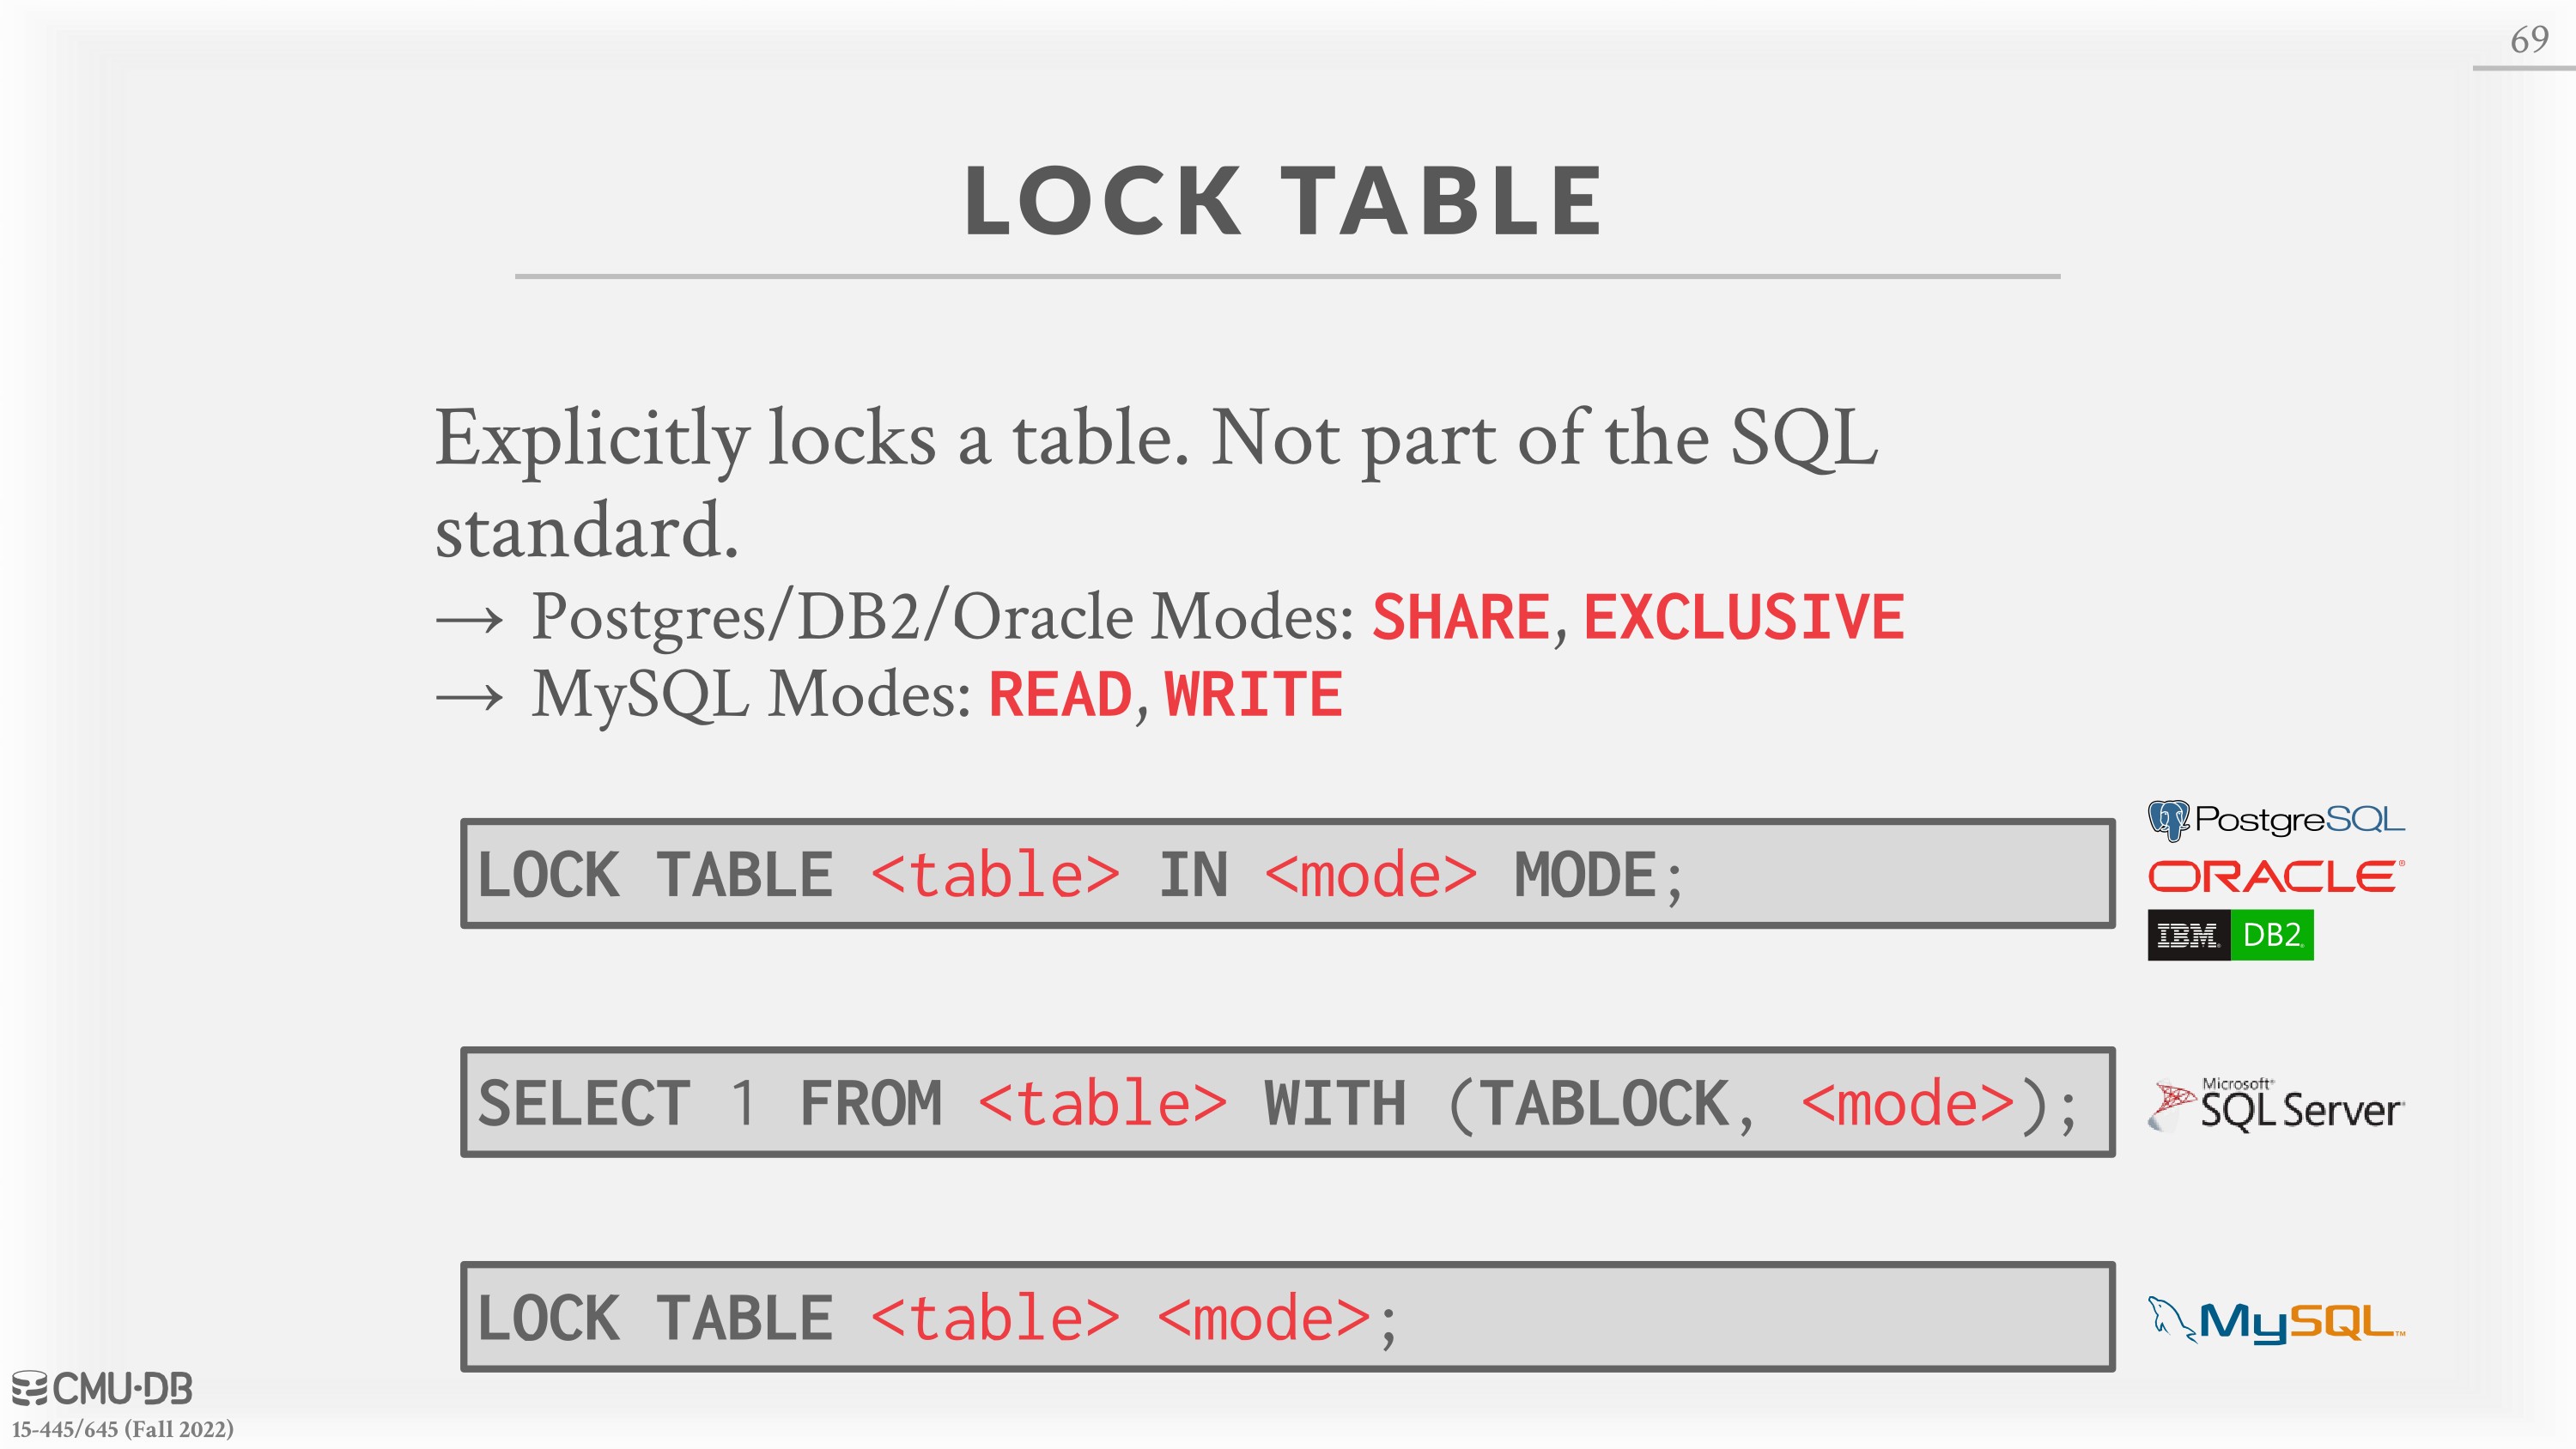 69
LOCK TABLE
Explicitly locks a table. Not part of the SQL
standard.
→ Postgres/DB2/Oracle Modes: SHARE, EXCLUSIVE
→ MySQL Modes: READ, WRITE
LOCK TABLE <table> IN <mode> MODE;
PostgreSQL
ORACLE®
IBM DB2
SELECT 1 FROM <table> WITH (TABLOCK, <mode>);
Microsoft®
SQL Server
LOCK TABLE <table> <mode>;
MySQL™
CMU·DB
15-445/645 (Fall 2022)